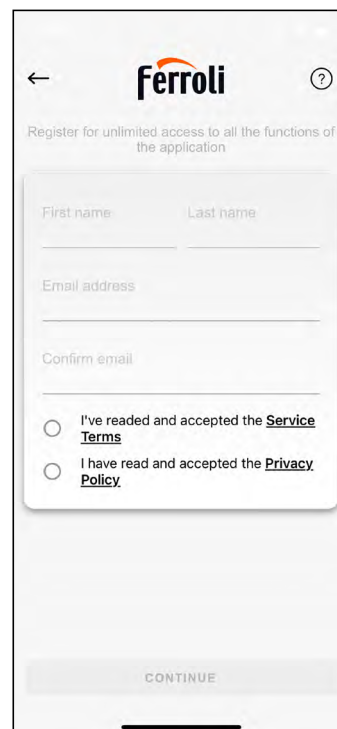 Ferroli
?
Register for unlimited access to all the functions of
the application
First name Last name
Email address
Confirm email
I've readed and accepted the Service
Terms
I have read and accepted the Privacy
Policy
CONTINUE